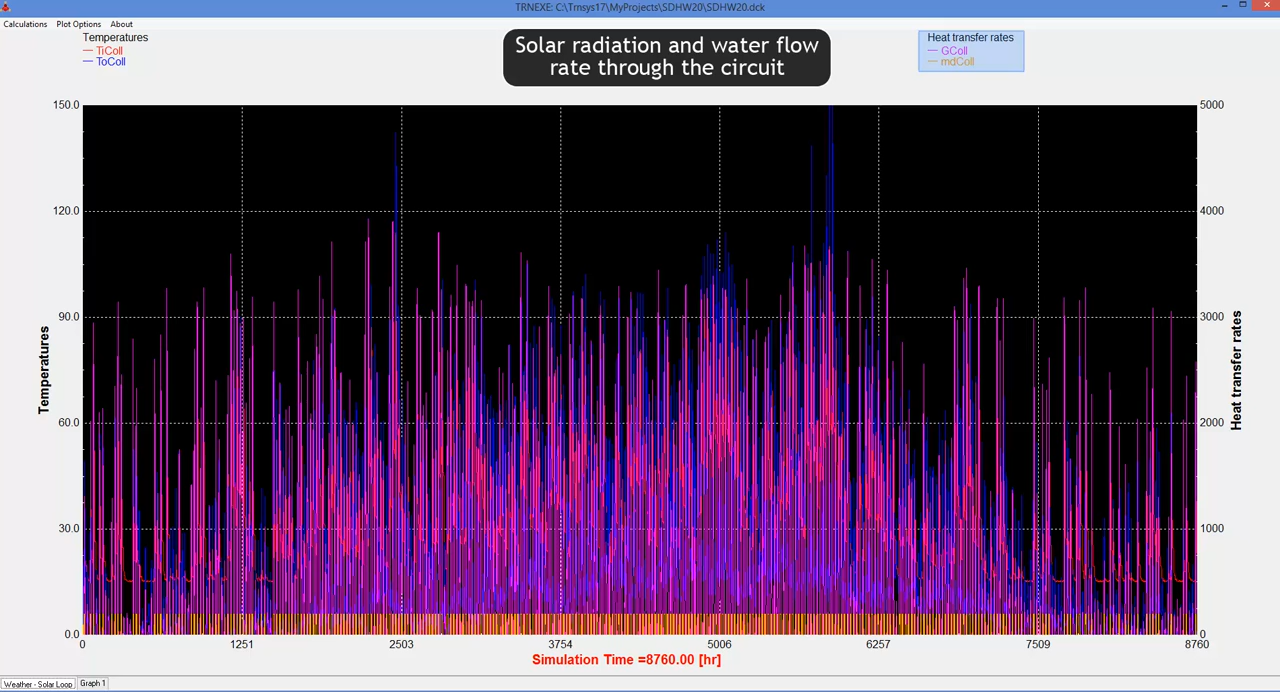 TRNEXE: C:\Trnsys17\MyProjects\SDHW20\SDHW20.dck
Calculations Plot Options About
Temperatures
TiColl
ToColl
Solar radiation and water flow
rate through the circuit
Heat transfer rates
GColl
mdColl
150.0
120.0
90.0
60.0
30.0
0.0
Temperatures
5000
4000
3000
2000
1000
0
Heat transfer rates
0 1251 2503 3754 5006 6257 7509 8760
Simulation Time =8760.00 [hr]
Weather - Solar Loop Graph 1